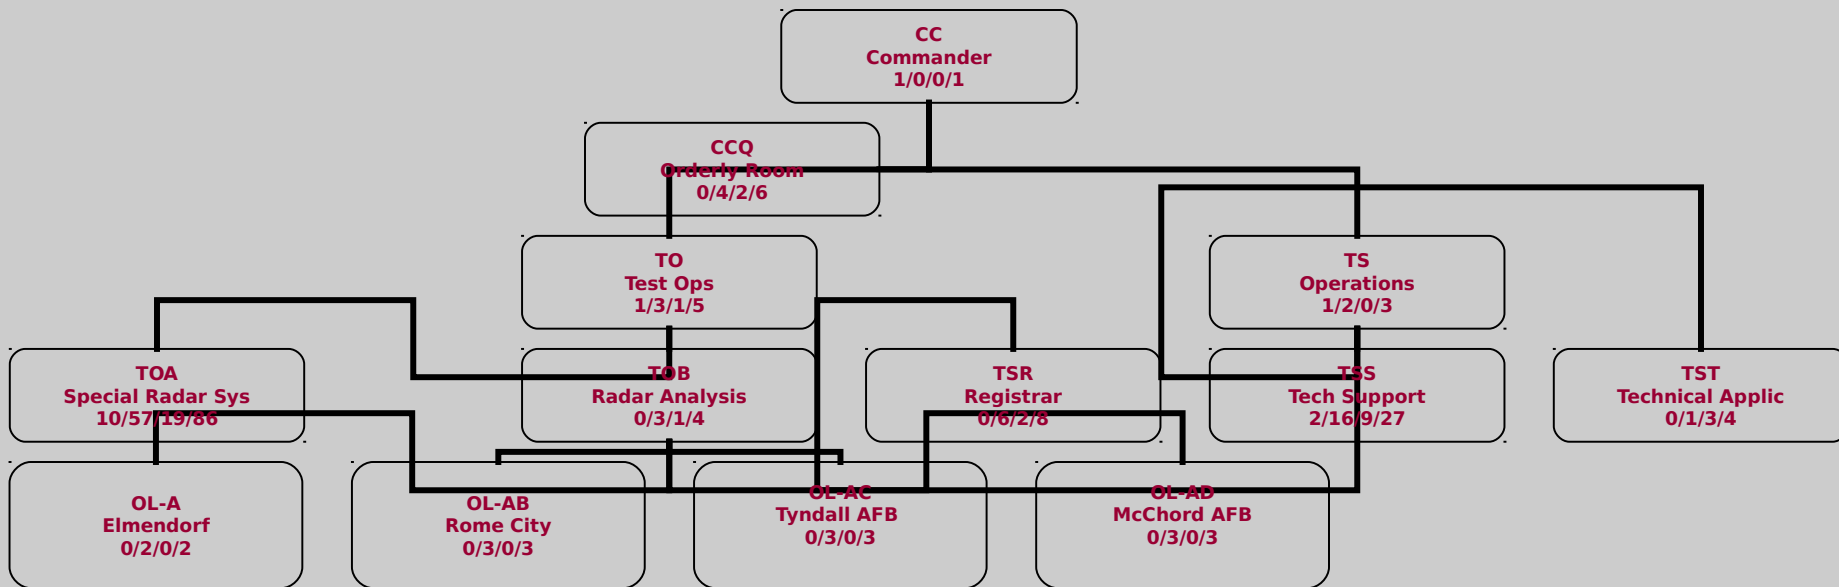 CC
Commander
1/0/0/1
CCQ
Orderly Room
0/4/2/6
TO
Test Ops
1/3/1/5
TS
Operations
1/2/0/3
TOA
Special Radar Sys
10/57/19/86
TOB
Radar Analysis
0/3/1/4
TSR
Registrar
0/6/2/8
TSS
Tech Support
2/16/9/27
TST
Technical Applic
0/1/3/4
OL-A
Elmendorf
0/2/0/2
OL-AB
Rome City
0/3/0/3
OL-AC
Tyndall AFB
0/3/0/3
OL-AD
McChord AFB
0/3/0/3